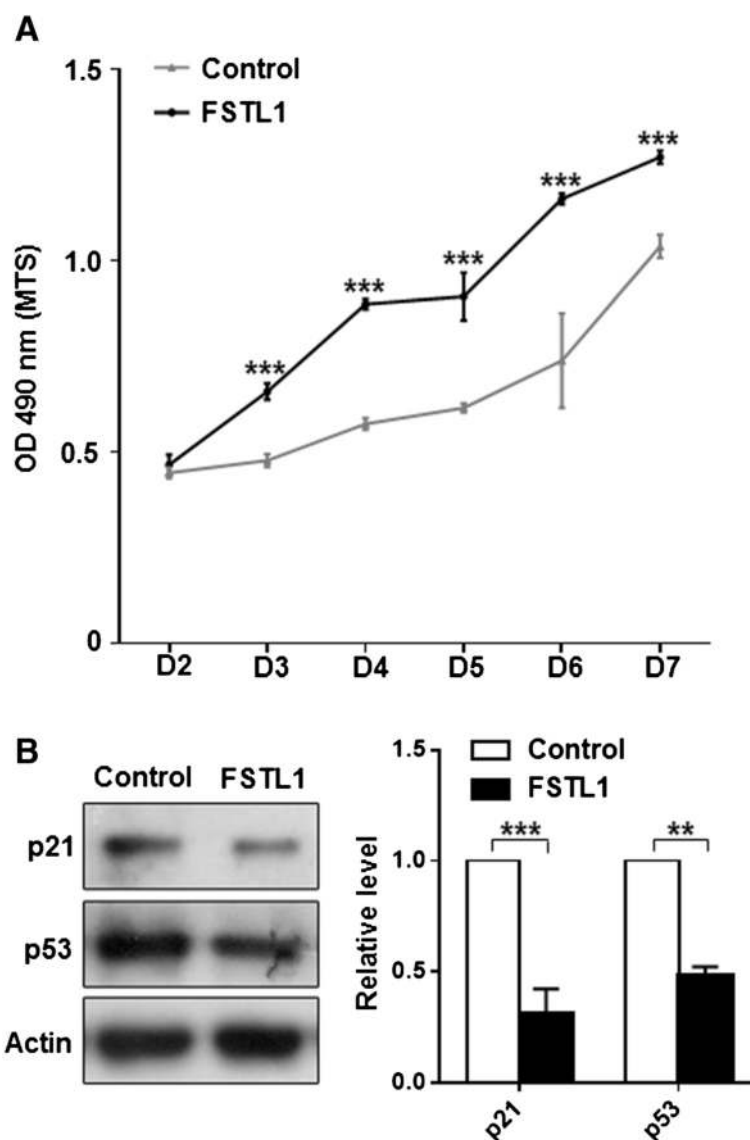 A
1.5
Control
FSTL1
***
***
***
***
***
1.0
OD 490 nm (MTS)
0.5
0
D2 D3 D4 D5 D6 D7
B
Control FSTL1
p21
p53
Actin
1.5
Control
FSTL1
*** **
1.0
Relative level
0.5
0.0
p21 p53